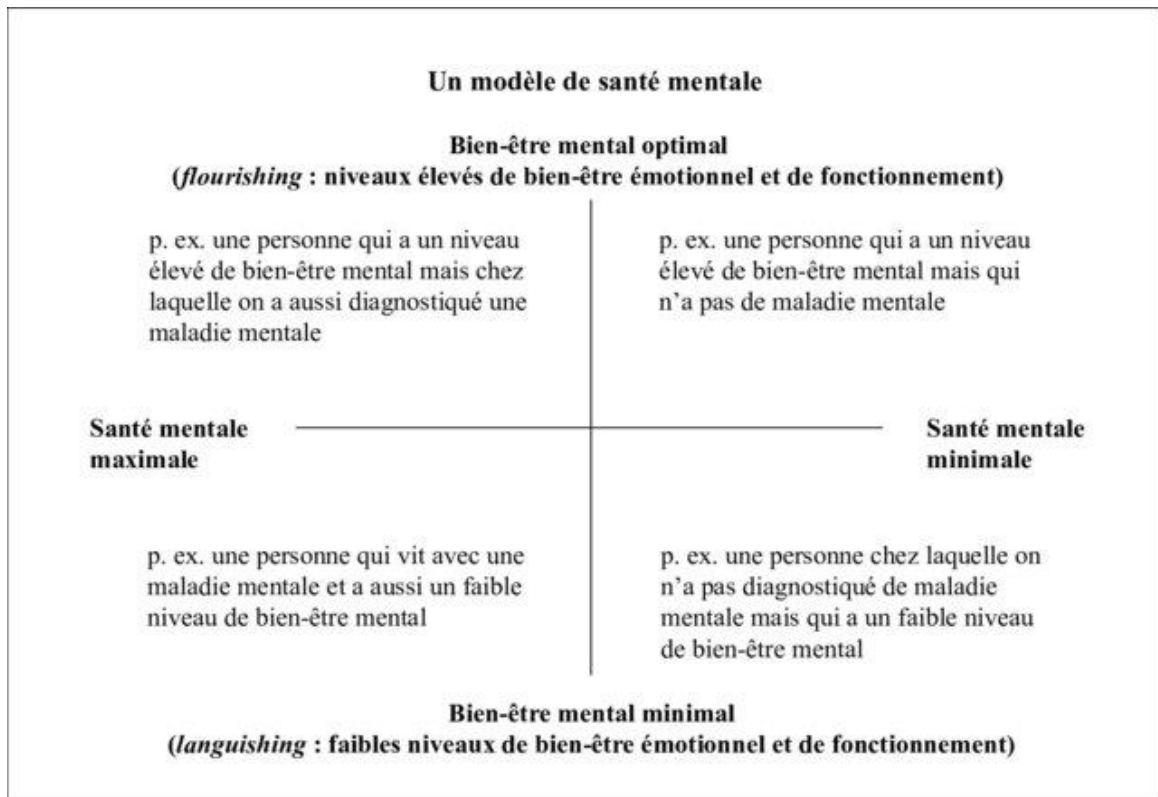 Un modèle de santé mentale
Bien-être mental optimal
(flourishing : niveaux élevés de bien-être émotionnel et de fonctionnement)
p. ex. une personne qui a un niveau
élevé de bien-être mental mais chez
laquelle on a aussi diagnostiqué une
maladie mentale
p. ex. une personne qui a un niveau
élevé de bien-être mental mais qui
n’a pas de maladie mentale
Santé mentale
maximale
Santé mentale
minimale
p. ex. une personne qui vit avec une
maladie mentale et a aussi un faible
niveau de bien-être mental
p. ex. une personne chez laquelle on
n’a pas diagnostiqué de maladie
mentale mais qui a un faible niveau
de bien-être mental
Bien-être mental minimal
(languishing : faibles niveaux de bien-être émotionnel et de fonctionnement)